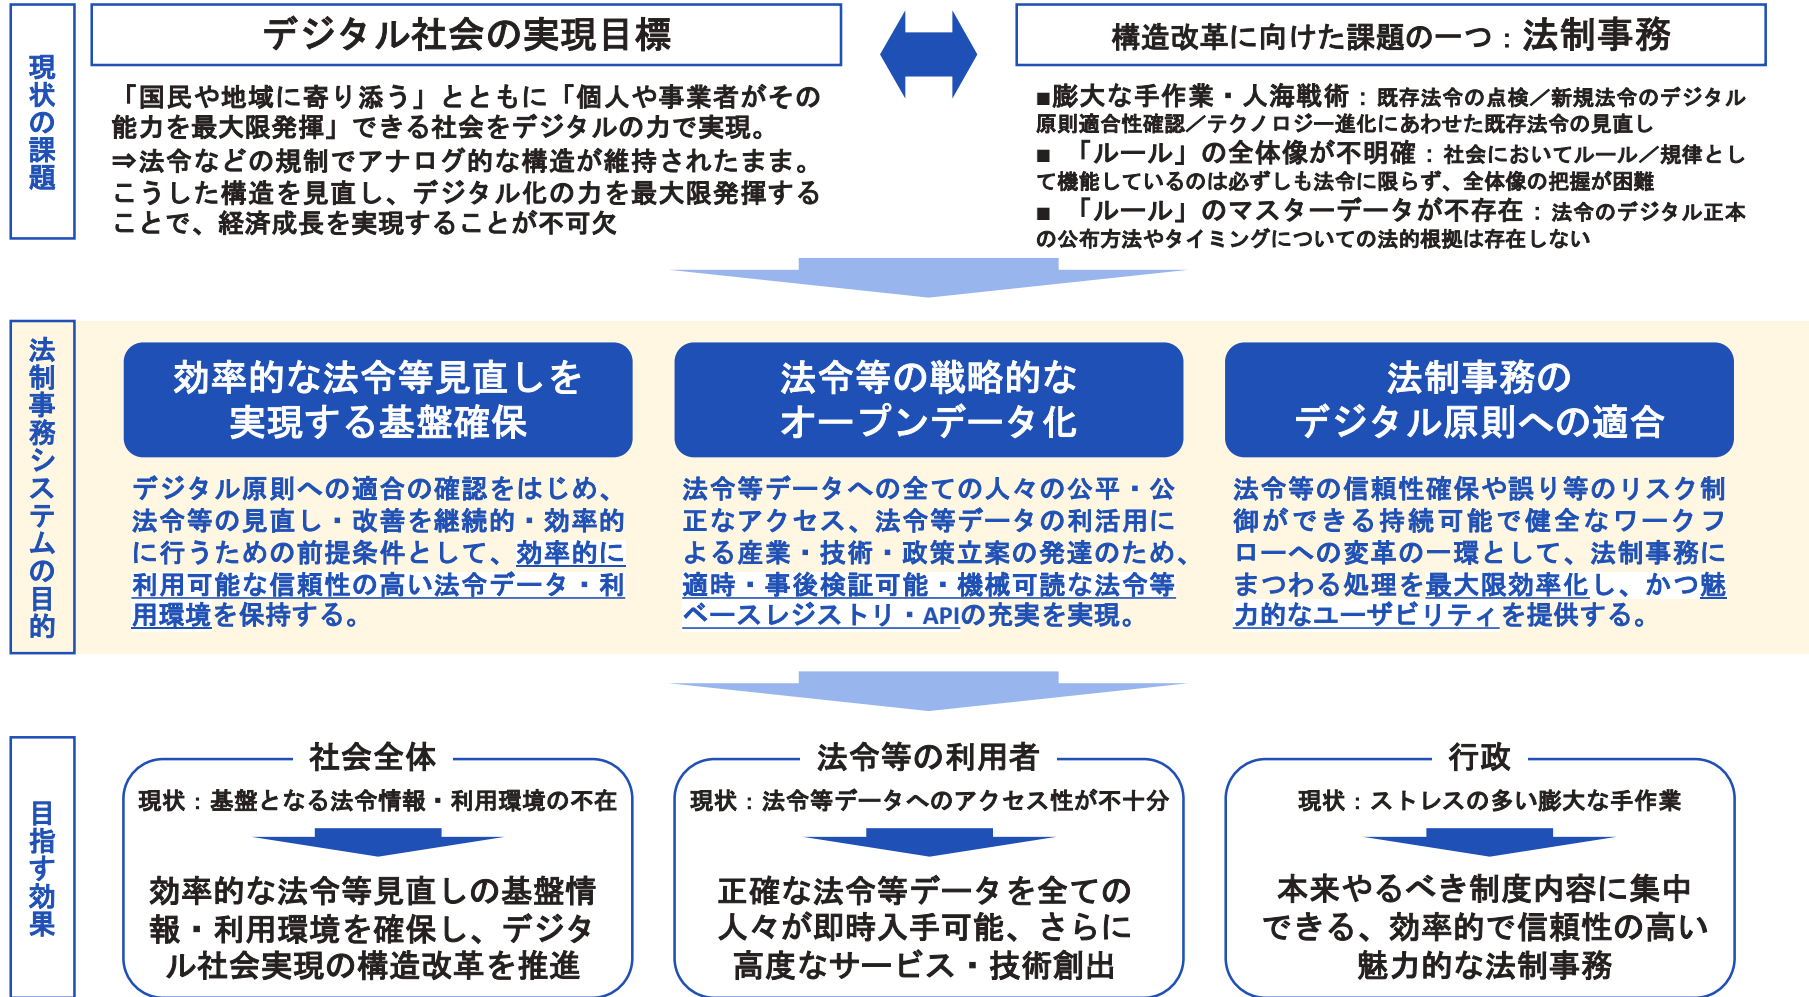 現状の課題
デジタル社会の実現目標
「国民や地域に寄り添う」とともに「個人や事業者がその
能力を最大限発揮」できる社会をデジタルの力で実現。
⇒法令などの規制でアナログ的な構造が維持されたまま。
こうした構造を見直し、デジタル化の力を最大限発揮する
ことで、経済成長を実現することが不可欠
構造改革に向けた課題の一つ：法制事務
■膨大な手作業・人海戦術：既存法令の点検／新規法令のデジタル
原則適合性確認／テクノロジー進化にあわせた既存法令の見直し
■ 「ルール」の全体像が不明確：社会においてルール／規律とし
て機能しているのは必ずしも法令に限らず、全体像の把握が困難
■ 「ルール」のマスターデータが不存在：法令のデジタル正本
の公布方法やタイミングについての法的根拠は存在しない
法制事務システムの目的
効率的な法令等見直しを
実現する基盤確保
デジタル原則への適合の確認をはじめ、
法令等の見直し・改善を継続的・効率的
に行うための前提条件として、効率的に
利用可能な信頼性の高い法令データ・利
用環境を保持する。
法令等の戦略的な
オープンデータ化
法令等データへの全ての人々の公平・公
正なアクセス、法令等データの利活用に
よる産業・技術・政策立案の発達のため、
適時・事後検証可能・機械可読な法令等
ベースレジストリ・APIの充実を実現。
法制事務の
デジタル原則への適合
法令等の信頼性確保や誤り等のリスク制
御ができる持続可能で健全なワークフ
ローへの変革の一環として、法制事務に
まつわる処理を最大限効率化し、かつ魅
力的なユーザビリティを提供する。
目指す効果
社会全体
現状：基盤となる法令情報・利用環境の不在
効率的な法令等見直しの基盤情
報・利用環境を確保し、デジタ
ル社会実現の構造改革を推進
法令等の利用者
現状：法令等データへのアクセス性が不十分
正確な法令等データを全ての
人々が即時入手可能、さらに
高度なサービス・技術創出
行政
現状：ストレスの多い膨大な手作業
本来やるべき制度内容に集中
できる、効率的で信頼性の高い
魅力的な法制事務